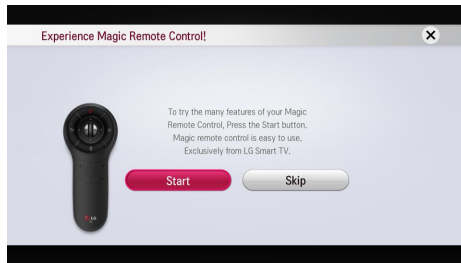 Experience Magic Remote Control!
To try the many features of your Magic
Remote Control, Press the Start button.
Magic remote control is easy to use.
Exclusively from LG Smart TV.
Start
Skip
LG